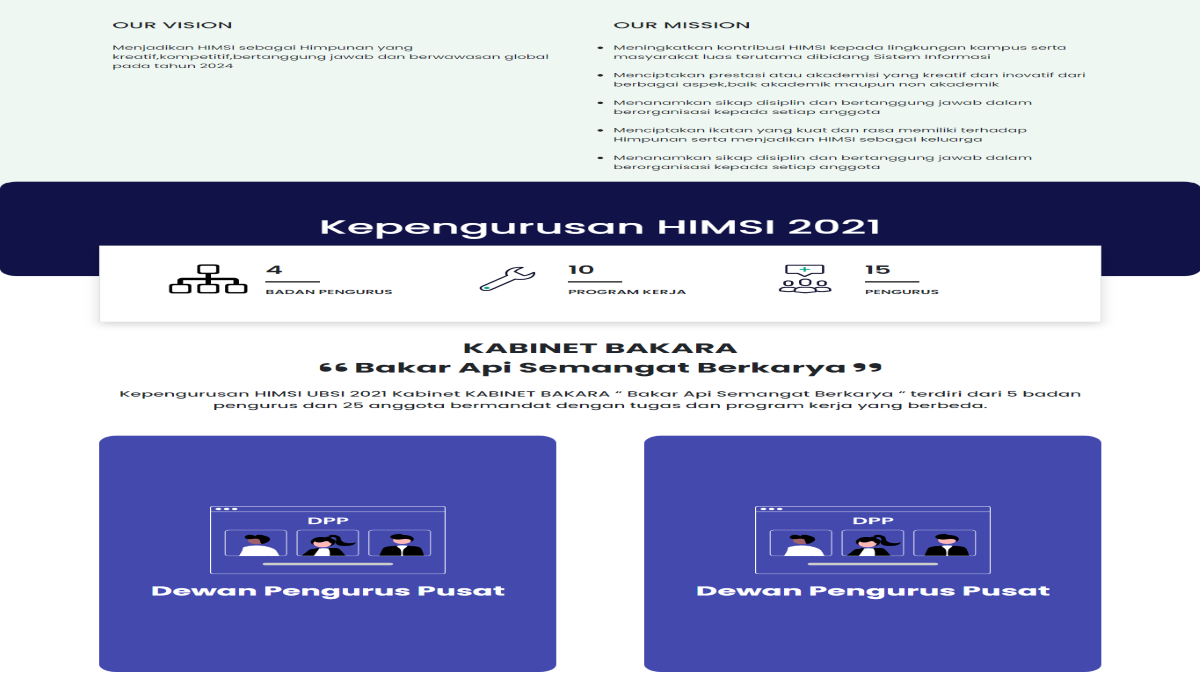 OUR VISION
Menjadikan HIMSI sebagai Himpunan yang
kreatif,kompetitif,bertanggung jawab dan berwawasan global
pada tahun 2024
OUR MISSION
• Meningkatkan kontribusi HIMSI kepada lingkungan kampus serta
masyarakat luas terutama dibidang Sistem Informasi
• Menciptakan prestasi atau akademisi yang kreatif dan inovatif dari
berbagai aspek,baik akademik maupun non akademik
• Menanamkan sikap disiplin dan bertanggung jawab dalam
berorganisasi kepada setiap anggota
• Menciptakan ikatan yang kuat dan rasa memiliki terhadap
Himpunan serta menjadikan HIMSI sebagai keluarga
• Menanamkan sikap disiplin dan bertanggung jawab dalam
berorganisasi kepada setiap anggota
Kepengurusan HIMSI 2021
4
BADAN PENGURUS
10
PROGRAM KERJA
15
PENGURUS
KABINET BAKARA
“ Bakar Api Semangat Berkarya ”
Kepengurusan HIMSI UBSI 2021 Kabinet KABINET BAKARA “ Bakar Api Semangat Berkarya “ terdiri dari 5 badan
pengurus dan 25 anggota bermandat dengan tugas dan program kerja yang berbeda.
DPP
Dewan Pengurus Pusat
DPP
Dewan Pengurus Pusat